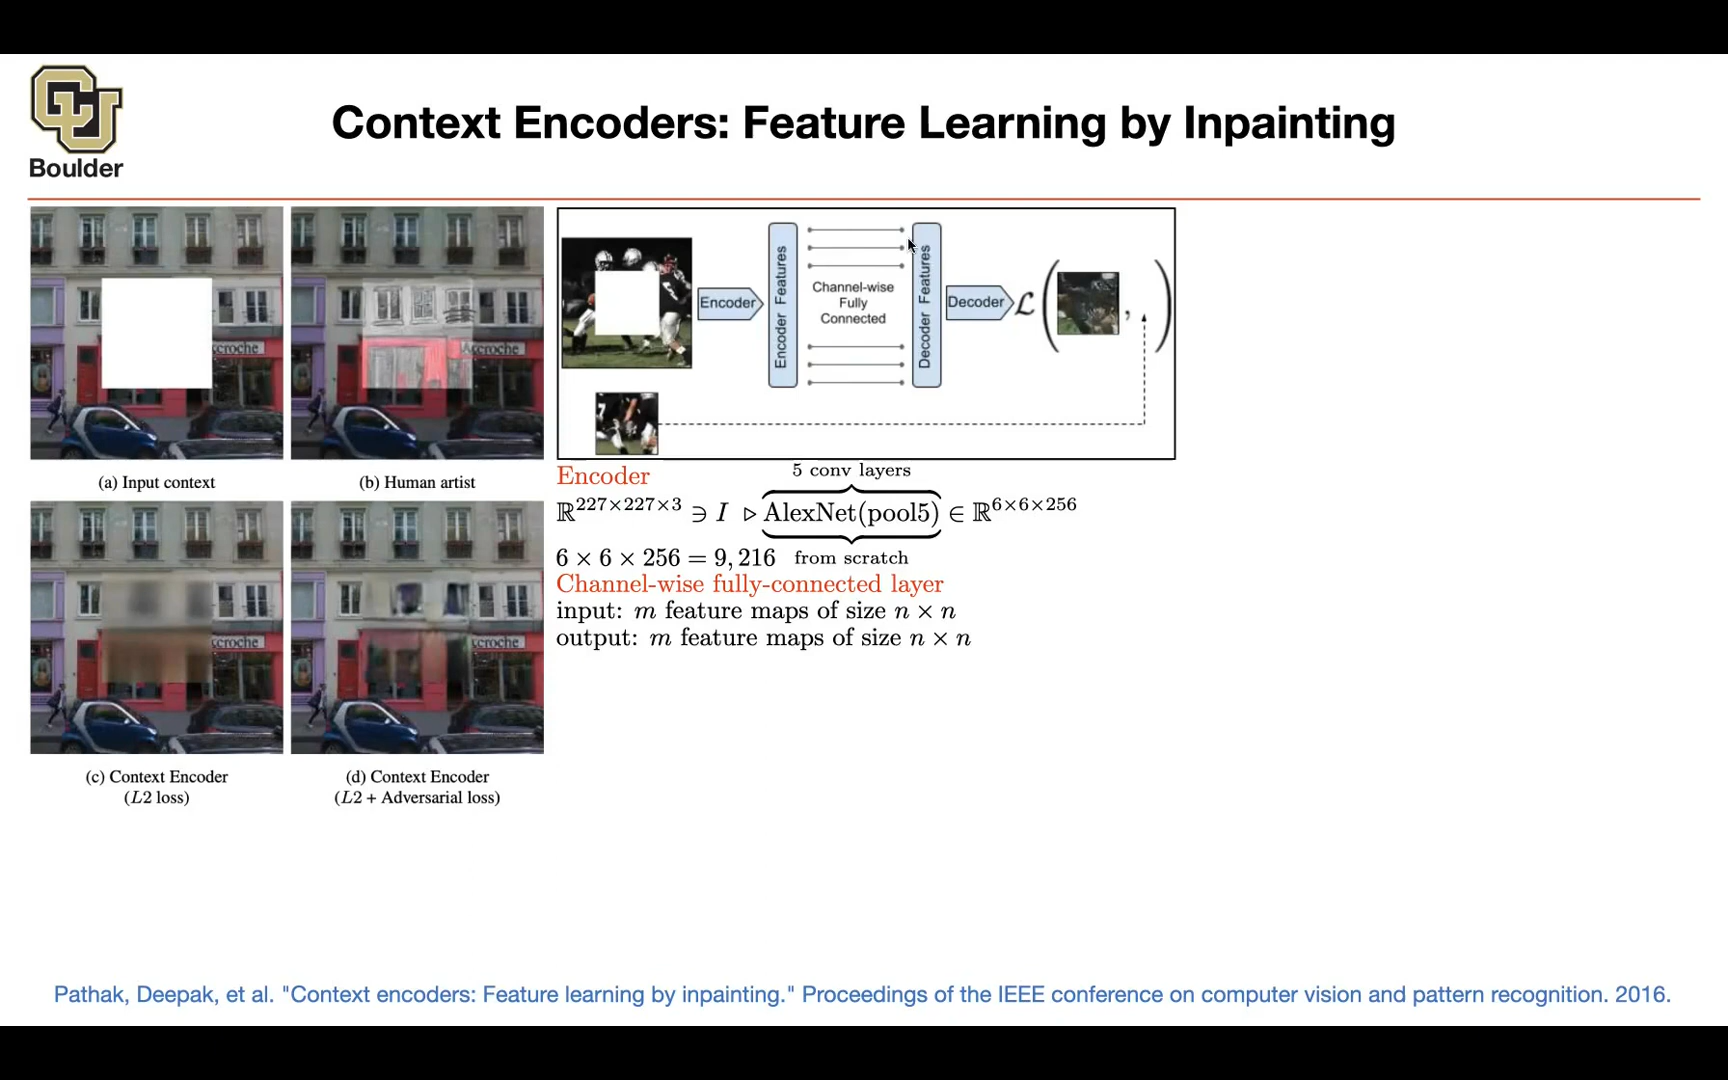 Boulder
Context Encoders: Feature Learning by Inpainting
ccroche
Accroche
(a) Input context
(b) Human artist
ccroche
ccroche
(c) Context Encoder
(L2 loss)
(d) Context Encoder
(L2 + Adversarial loss)
Encoder
Encoder Features
Channel-wise
Fully
Connected
Decoder Features
Decoder
ℒ( , )
Encoder
5 conv layers
ℝ^{227×227×3} ∋ I ▷ AlexNet(pool5) ∈ ℝ^{6×6×256}
6 × 6 × 256 = 9,216 from scratch
Channel-wise fully-connected layer
input: m feature maps of size n × n
output: m feature maps of size n × n
Pathak, Deepak, et al. "Context encoders: Feature learning by inpainting." Proceedings of the IEEE conference on computer vision and pattern recognition. 2016.